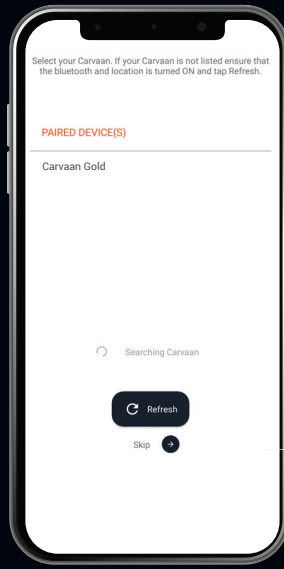 Select your Carvaan. If your Carvaan is not listed ensure that
the bluetooth and location is turned ON and tap Refresh.
PAIRED DEVICE(S)
Carvaan Gold
Searching Carvaan
Refresh
Skip